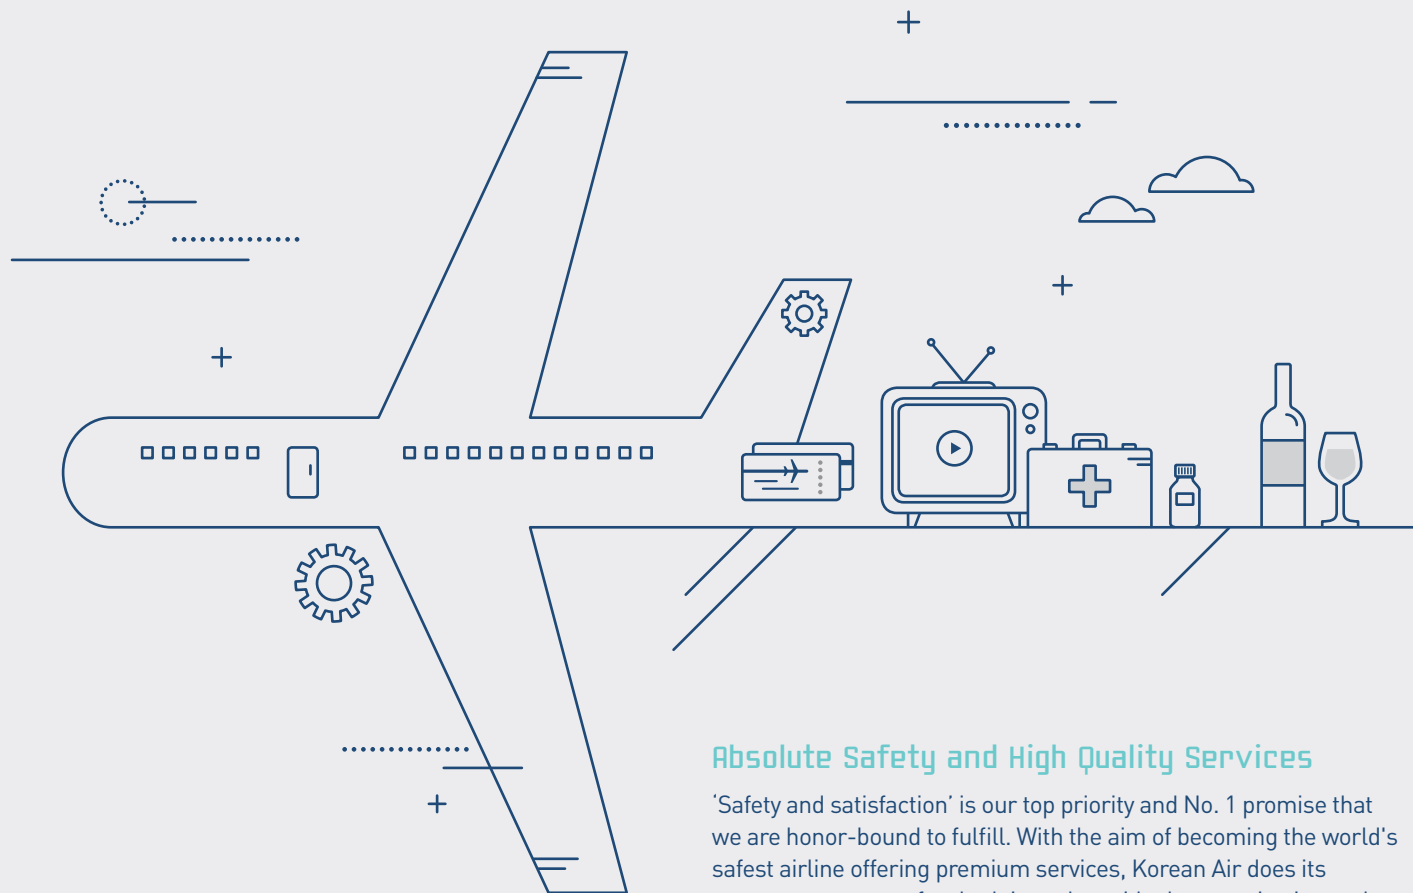 Absolute Safety and High Quality Services
‘Safety and satisfaction’ is our top priority and No. 1 promise that
we are honor-bound to fulfill. With the aim of becoming the world's
safest airline offering premium services, Korean Air does its